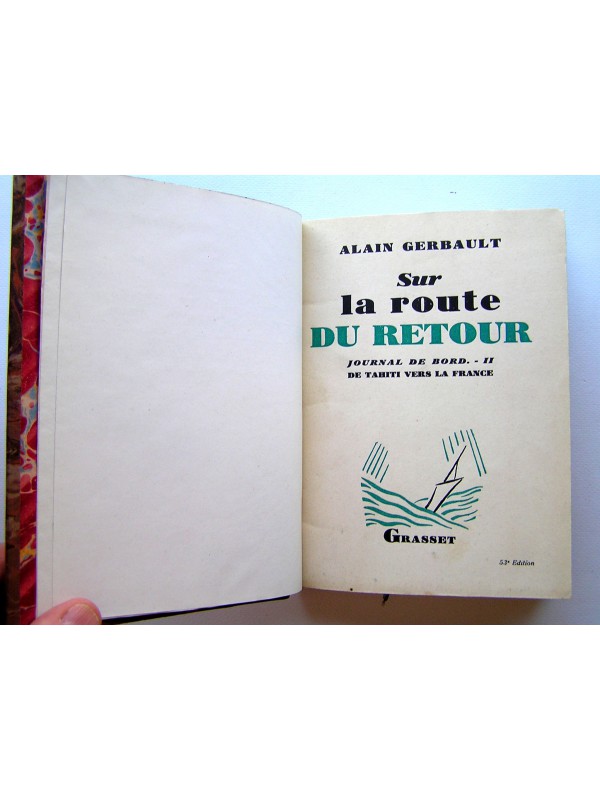 ALAIN GERBAULT
Sur
la route
DU RETOUR
JOURNAL DE BORD. - II
DE TAHITI VERS LA FRANCE
GRASSET
53e Edition